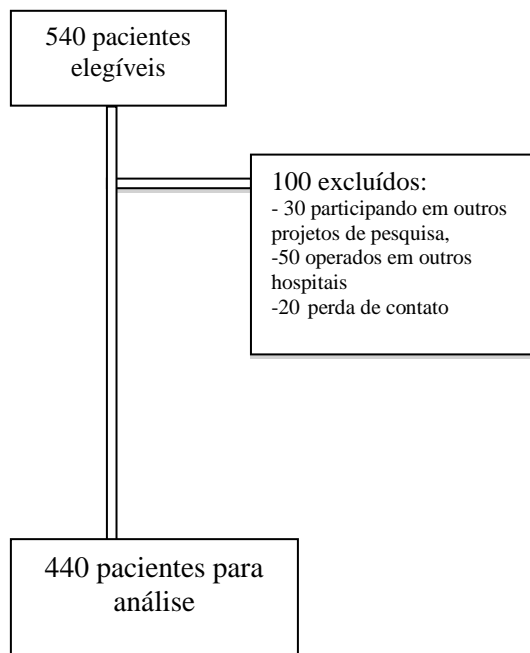 540 pacientes
elegíveis
100 excluídos:
- 30 participando em outros
projetos de pesquisa,
-50 operados em outros
hospitais
-20 perda de contato
440 pacientes para
análise